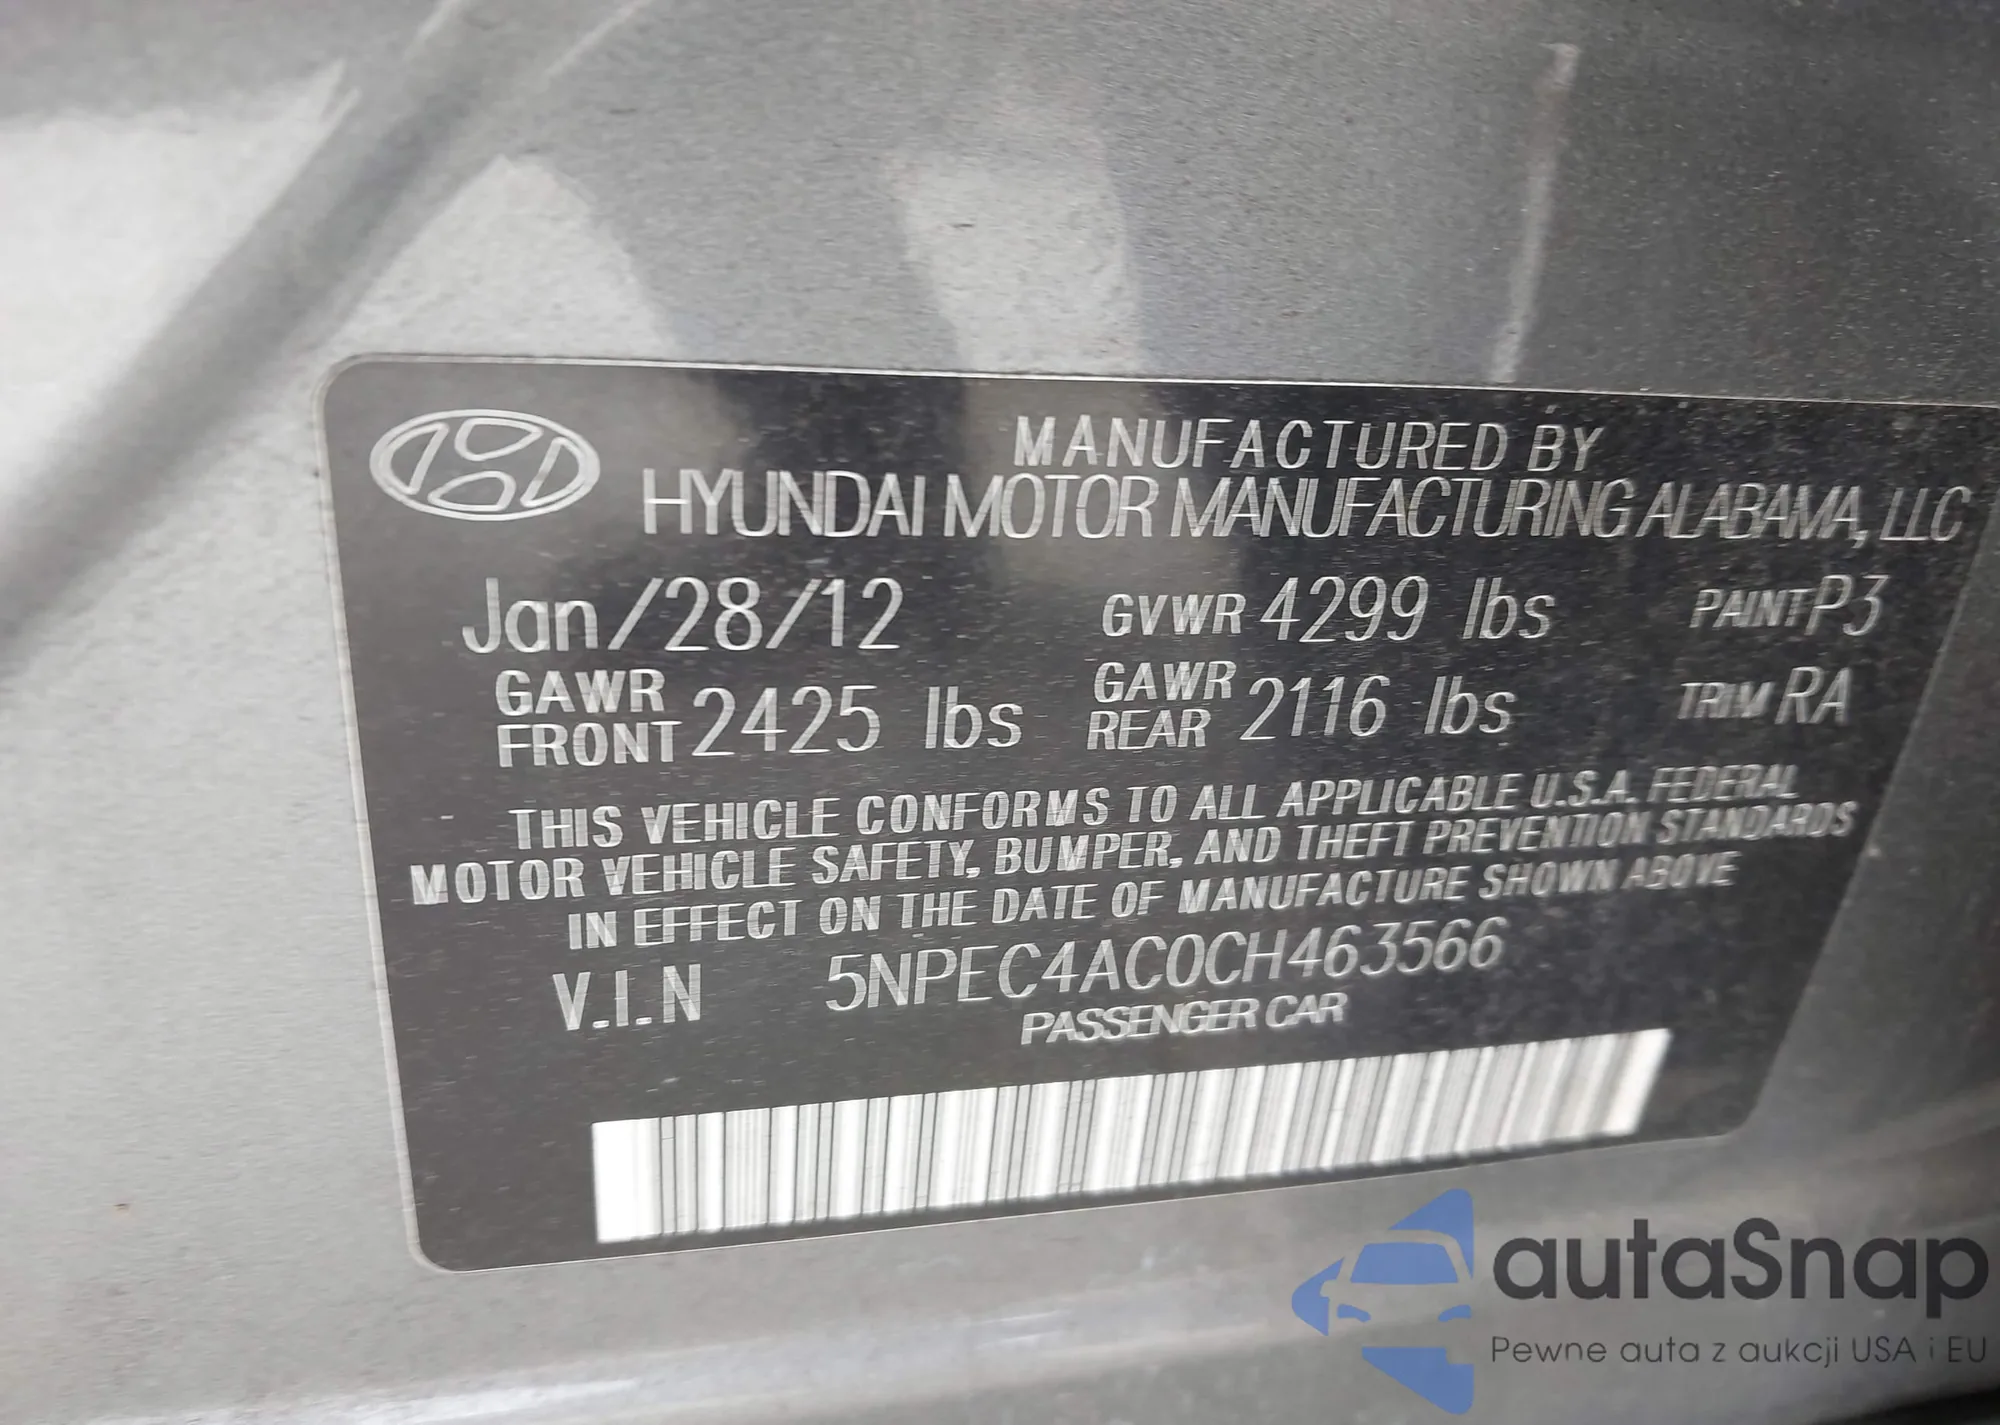 MANUFACTURED BY
HYUNDAI MOTOR MANUFACTURING ALABAMA, LLC
Jan/28/12 GVWR 4299 lbs PAINT P3
GAWR FRONT 2425 lbs GAWR REAR 2116 lbs TRIM RA
THIS VEHICLE CONFORMS TO ALL APPLICABLE U.S.A. FEDERAL
MOTOR VEHICLE SAFETY, BUMPER, AND THEFT PREVENTION STANDARDS
IN EFFECT ON THE DATE OF MANUFACTURE SHOWN ABOVE
V.I.N 5NPEC4AC0CH463566
PASSENGER CAR
autaSnap
Pewne auta z aukcji USA i EU